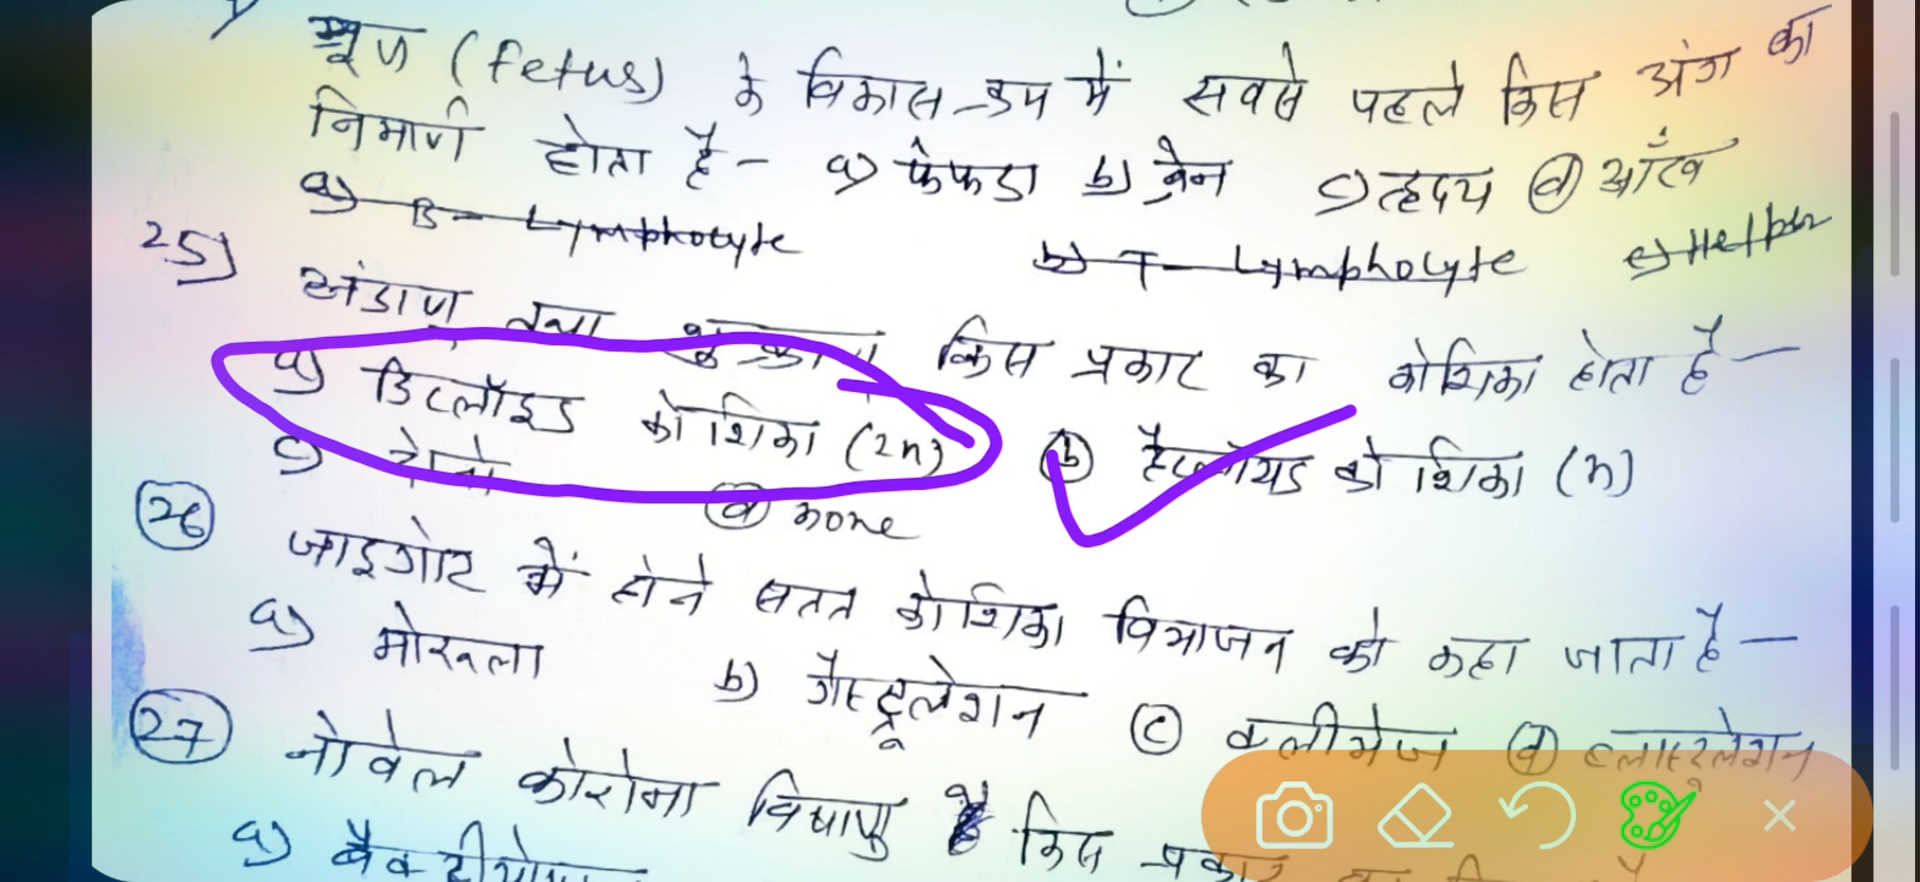 भ्रूण (fetus) के विकास क्रम में सबसे पहले किस अंग का
निमार्ण होता है - a) फेफडा b) ब्रेन c) हृदय d) आँख
a) B - Lymphocyte b) T - Lymphocyte c) Helper
25) अंडाणु तथा शुक्राणु किस प्रकार का कोशिका होता है -
a) डिप्लॉइड कोशिका (2n) b) हैप्लॉयड कोशिका (n)
c) दोनो d) none
26 जाइगोट में होने सतत कोशिका विभाजन को कहा जाता है -
a) मोरूला b) गैस्ट्रूलेशन c क्लीभेज d ब्लास्टूलेशन
27 नोवेल कोरोना विषाणु किस प्रकार
a)